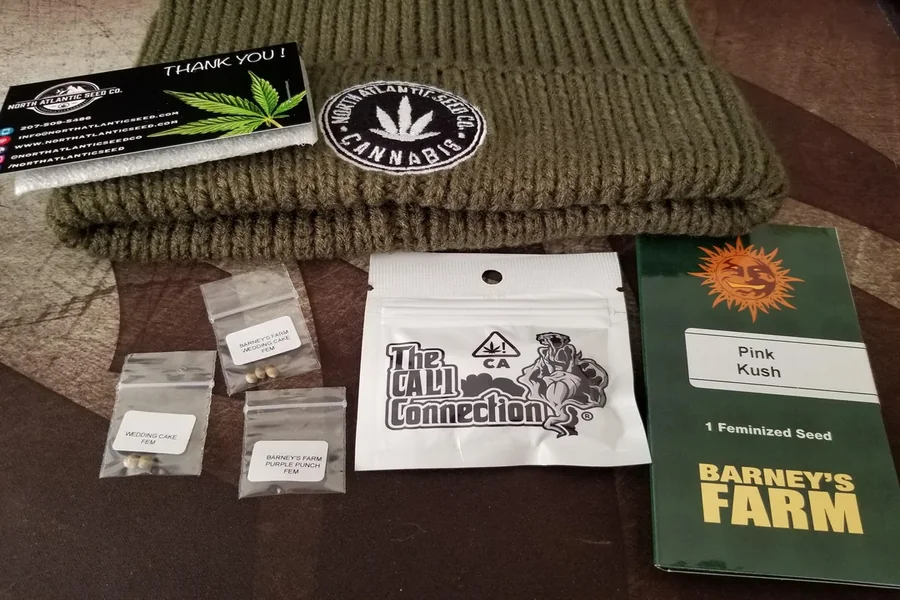 THANK YOU !
NORTH ATLANTIC SEED CO.
207-509-5486
INFO@NORTHATLANTICSEED.COM
WWW.NORTHATLANTICSEEDCO
@NORTHATLANTICSEED
/NORTHATLANTICSEED
NORTH ATLANTIC SEED CO.
CANNABIS
BARNEY'S FARM
WEDDING CAKE
FEM
WEDDING CAKE
FEM
BARNEY'S FARM
PURPLE PUNCH
FEM
The
CALI
Connection
®
!
CA
Pink
Kush
1 Feminized Seed
BARNEY'S
FARM